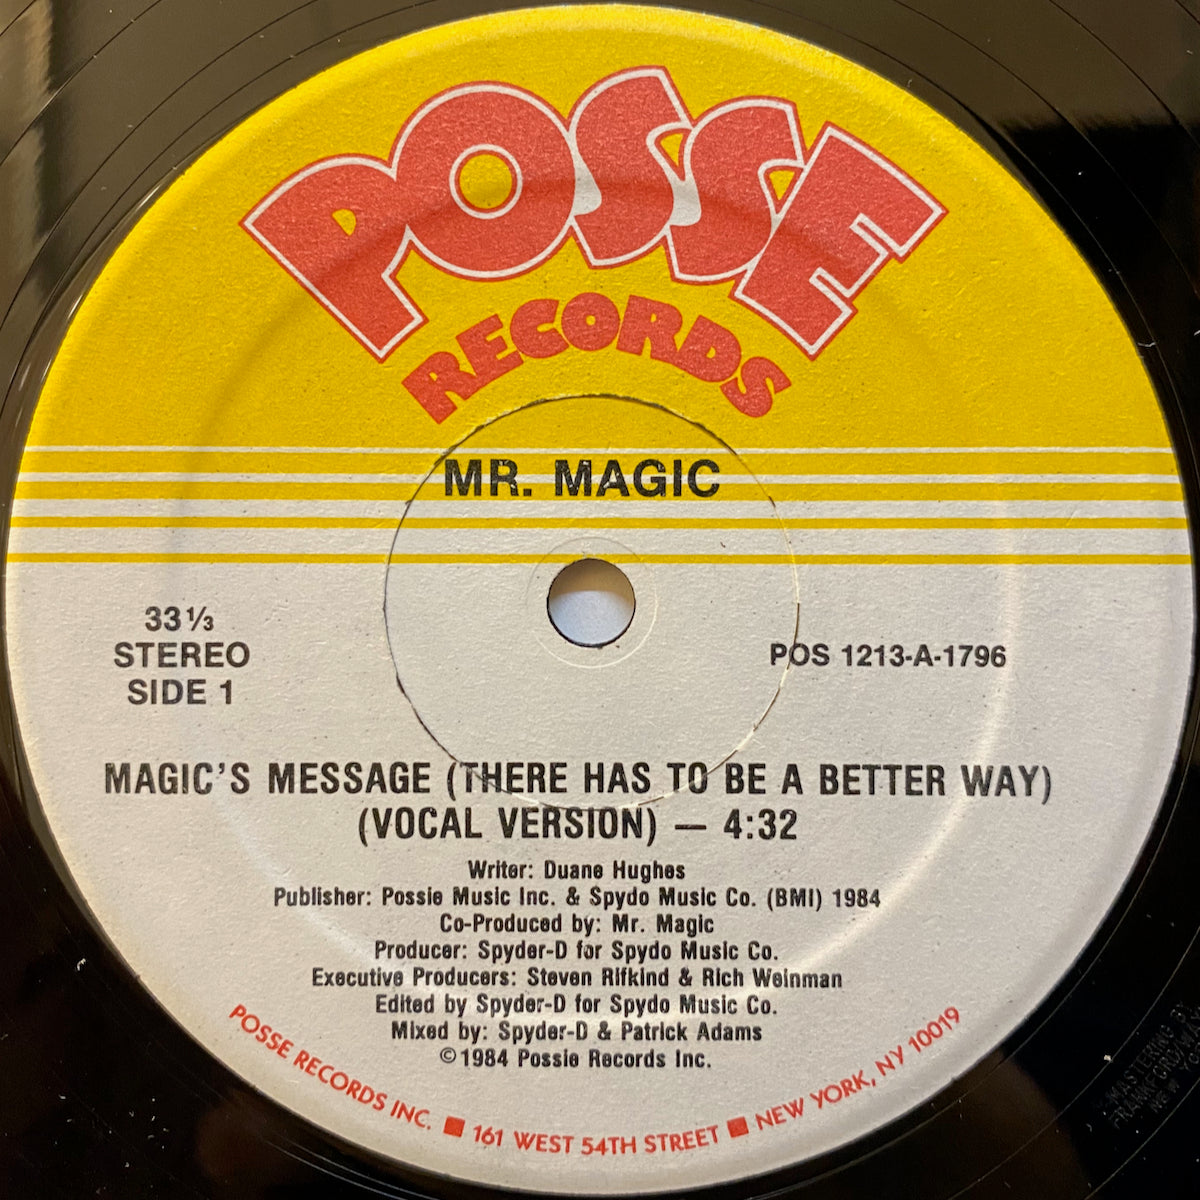 POSSE
RECORDS
MR. MAGIC
33 1/3
STEREO
SIDE 1
POS 1213-A-1796
MAGIC'S MESSAGE (THERE HAS TO BE A BETTER WAY)
(VOCAL VERSION) — 4:32
Writer: Duane Hughes
Publisher: Possie Music Inc. & Spydo Music Co. (BMI) 1984
Co-Produced by: Mr. Magic
Producer: Spyder-D for Spydo Music Co.
Executive Producers: Steven Rifkind & Rich Weinman
Edited by Spyder-D for Spydo Music Co.
Mixed by: Spyder-D & Patrick Adams
©1984 Possie Records Inc.
POSSE RECORDS INC. ■ 161 WEST 54TH STREET ■ NEW YORK, NY 10019
MASTERING